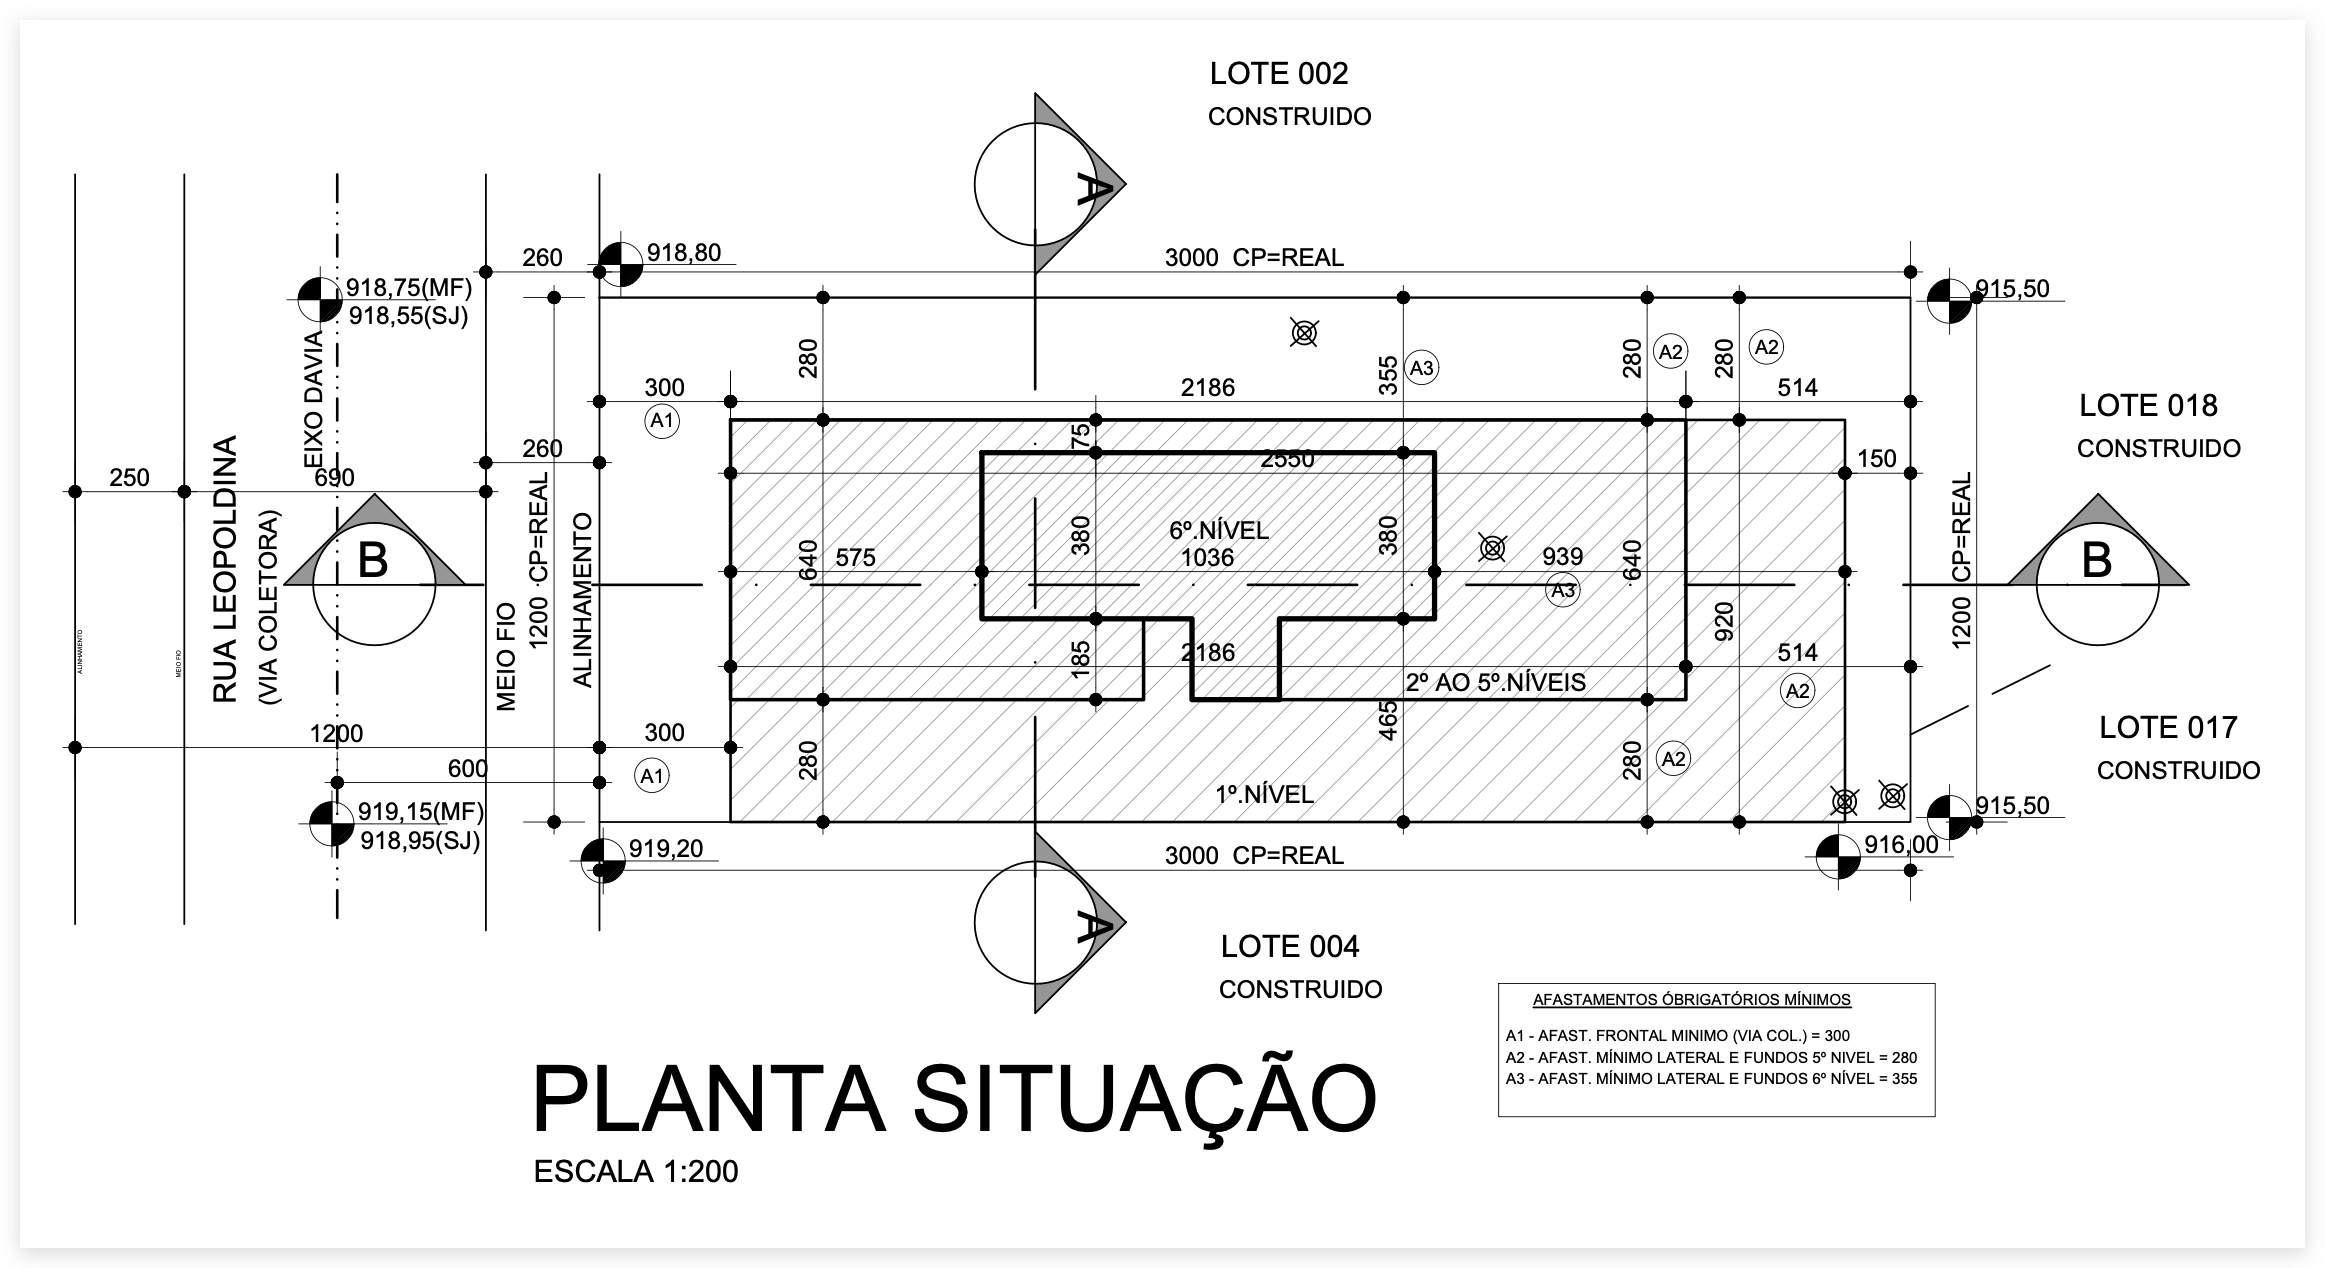 LOTE 002
CONSTRUIDO
A
260
918,80
3000 CP=REAL
918,75(MF)
918,55(SJ)
915,50
EIXO DAVIA
280
355
A3
280
A2
280
A2
300
2186
514
A1
LOTE 018
CONSTRUIDO
75
260
2550
150
250
690
RUA LEOPOLDINA
(VIA COLETORA)
1200 CP=REAL
ALINHAMENTO
MEIO FIO
B
640
575
380
6º.NÍVEL
1036
380
939
A3
640
920
1200 CP=REAL
B
ALINHAMENTO
MEIO FIO
185
2186
2º AO 5º.NÍVEIS
514
A2
465
LOTE 017
CONSTRUIDO
1200
300
600
A1
280
280
A2
1º.NÍVEL
919,15(MF)
918,95(SJ)
915,50
919,20
3000 CP=REAL
916,00
A
LOTE 004
CONSTRUIDO
AFASTAMENTOS ÓBRIGATÓRIOS MÍNIMOS
A1 - AFAST. FRONTAL MINIMO (VIA COL.) = 300
A2 - AFAST. MÍNIMO LATERAL E FUNDOS 5º NIVEL = 280
A3 - AFAST. MÍNIMO LATERAL E FUNDOS 6º NÍVEL = 355
PLANTA SITUAÇÃO
ESCALA 1:200